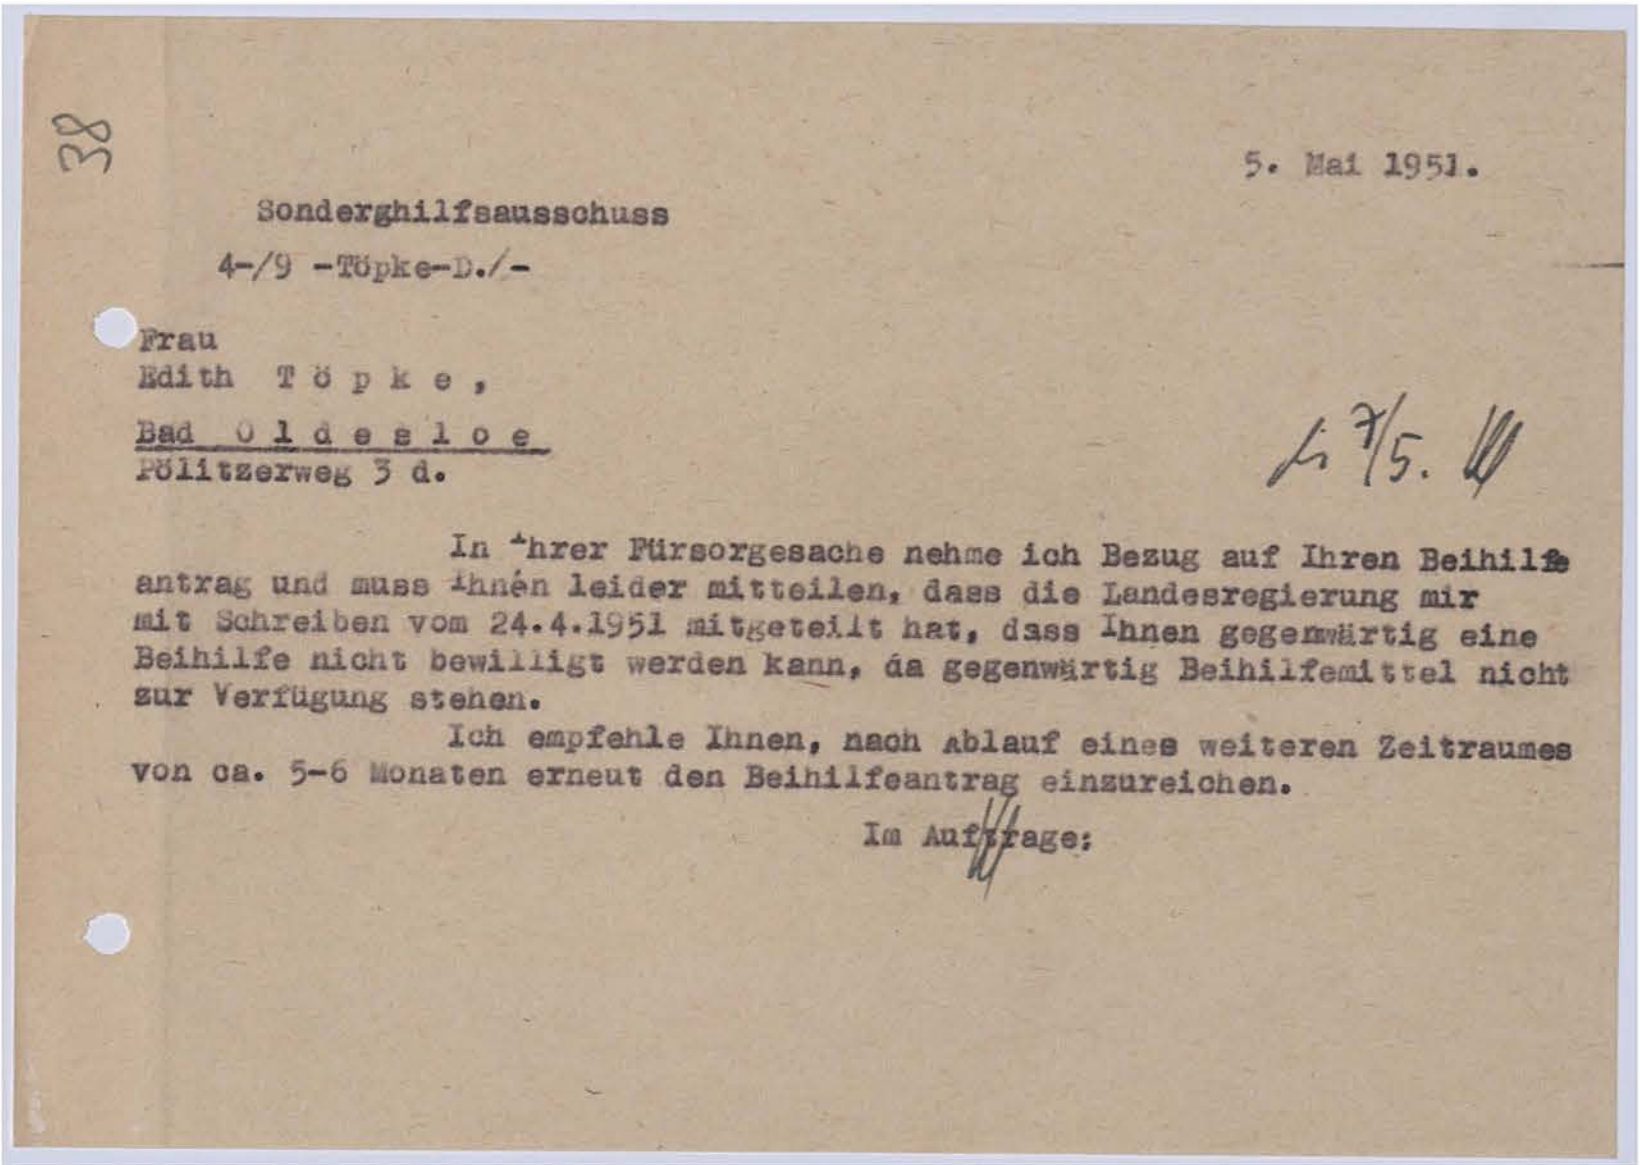 38
5. Mai 1951.
Sonderghilfsausschuss
4-/9 -Töpke-D./-
Frau
Edith T ö p k e ,
Bad O l d e s l o e
Pölitzerweg 3 d.
7/5.
In Ihrer Fürsorgesache nehme ich Bezug auf Ihren Beihilfe
antrag und muss Ihnen leider mitteilen, dass die Landesregierung mir
mit Schreiben vom 24.4.1951 mitgeteilt hat, dass Ihnen gegenwärtig eine
Beihilfe nicht bewilligt werden kann, da gegenwärtig Beihilfemittel nicht
zur Verfügung stehen.
Ich empfehle Ihnen, nach Ablauf eines weiteren Zeitraumes
von ca. 5-6 Monaten erneut den Beihilfeantrag einzureichen.
Im Auftrage: